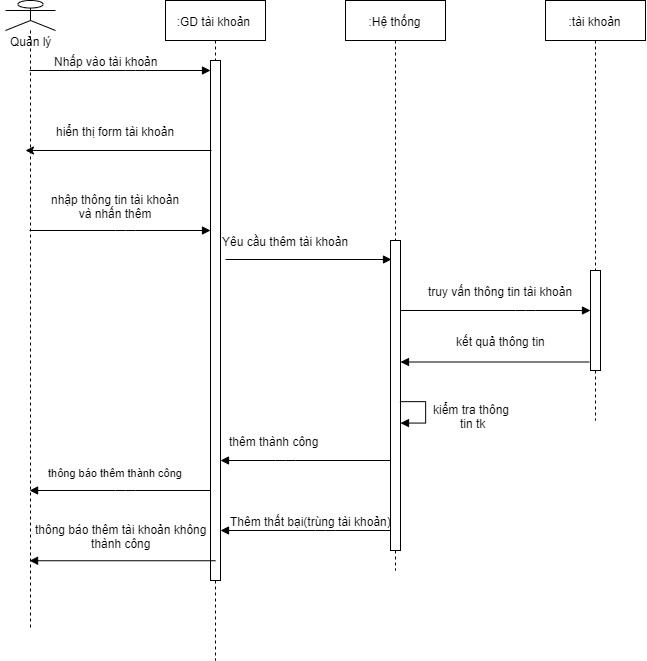 :GD tài khoản
:Hệ thống
:tài khoản
Quản lý
Nhấp vào tài khoản
hiển thị form tài khoản
nhập thông tin tài khoản
và nhấn thêm
Yêu cầu thêm tài khoản
truy vấn thông tin tài khoản
kết quả thông tin
kiểm tra thông
tin tk
thêm thành công
thông báo thêm thành công
Thêm thất bại(trùng tài khoản)
thông báo thêm tài khoản không
thành công